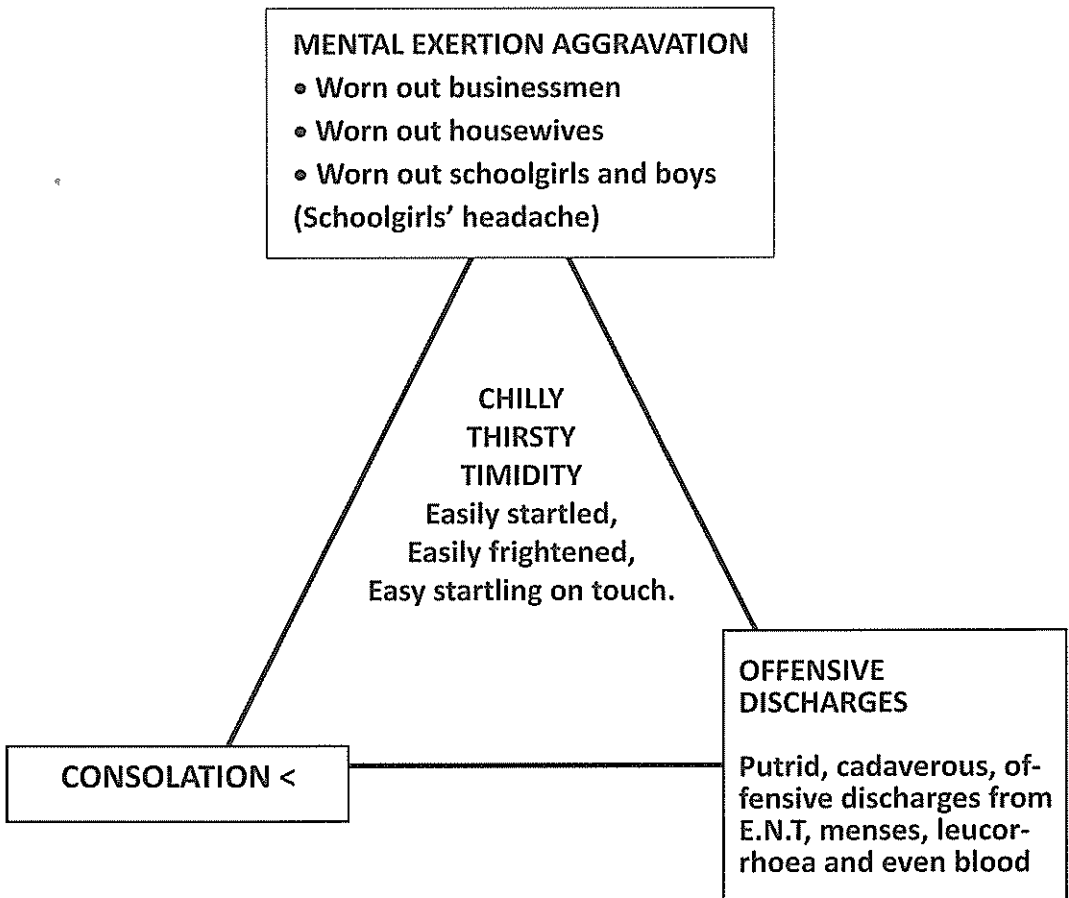 MENTAL EXERTION AGGRAVATION
• Worn out businessmen
• Worn out housewives
• Worn out schoolgirls and boys
(Schoolgirls’ headache)
CHILLY
THIRSTY
TIMIDITY
Easily startled,
Easily frightened,
Easy startling on touch.
CONSOLATION <
OFFENSIVE
DISCHARGES
Putrid, cadaverous, of-
fensive discharges from
E.N.T, menses, leucor-
rhoea and even blood